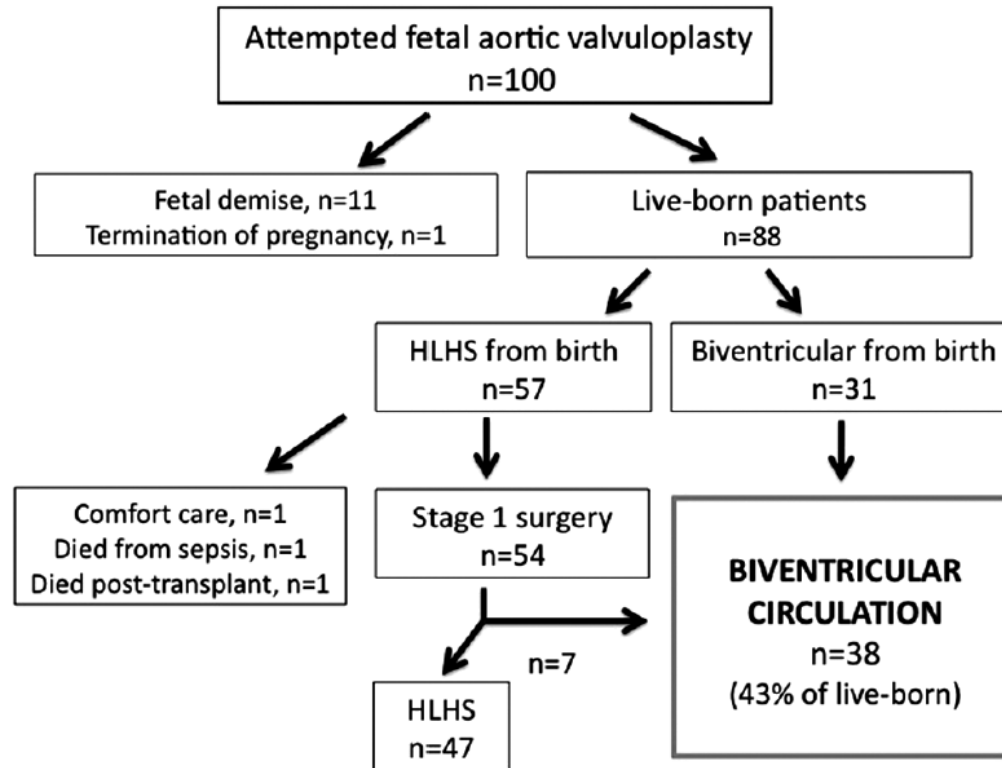 Attempted fetal aortic valvuloplasty
n=100
Fetal demise, n=11
Termination of pregnancy, n=1
Live-born patients
n=88
HLHS from birth
n=57
Biventricular from birth
n=31
Comfort care, n=1
Died from sepsis, n=1
Died post-transplant, n=1
Stage 1 surgery
n=54
BIVENTRICULAR
CIRCULATION
n=38
(43% of live-born)
n=7
HLHS
n=47